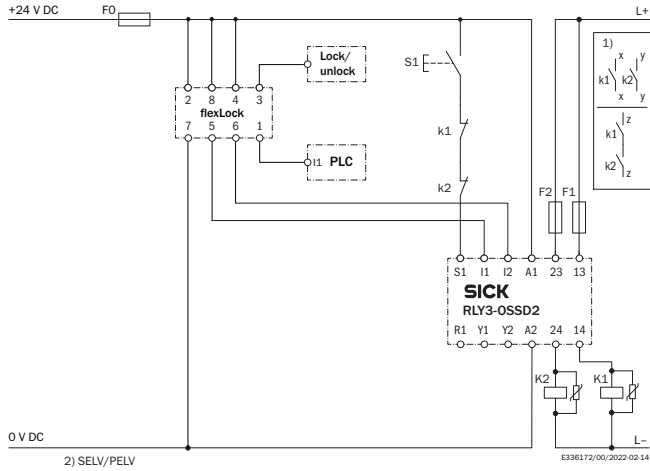 +24 V DC
F0
L+
Lock/
unlock
S1
1)
x y
k1 k2
x y
z
k1
k2
z
2 8 4 3
flexLock
7 5 6 1
I1 PLC
k1
k2
F2 F1
S1 I1 I2 A1 23 13
SICK
RLY3-OSSD2
R1 Y1 Y2 A2 24 14
K2 K1
0 V DC
L–
2) SELV/PELV
E336172/00/2022-02-14